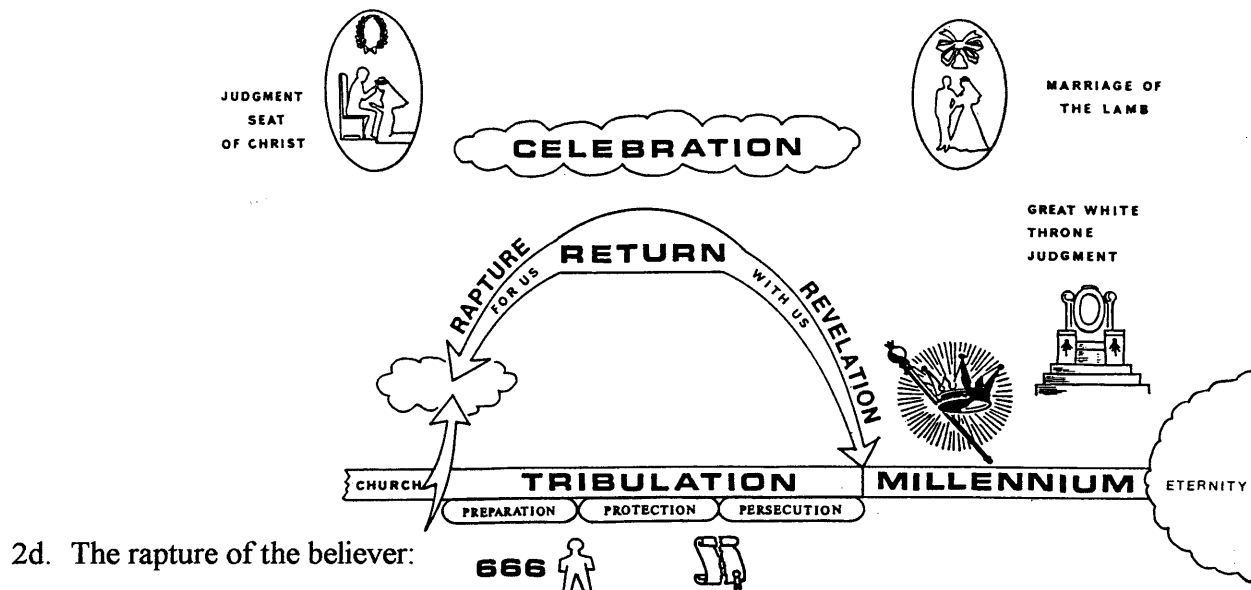 JUDGMENT
SEAT
OF CHRIST
MARRIAGE OF
THE LAMB
CELEBRATION
GREAT WHITE
THRONE
JUDGMENT
RAPTURE
FOR US
RETURN
WITH US
REVELATION
CHURCH
TRIBULATION
MILLENNIUM
ETERNITY
PREPARATION
PROTECTION
PERSECUTION
2d. The rapture of the believer:
666